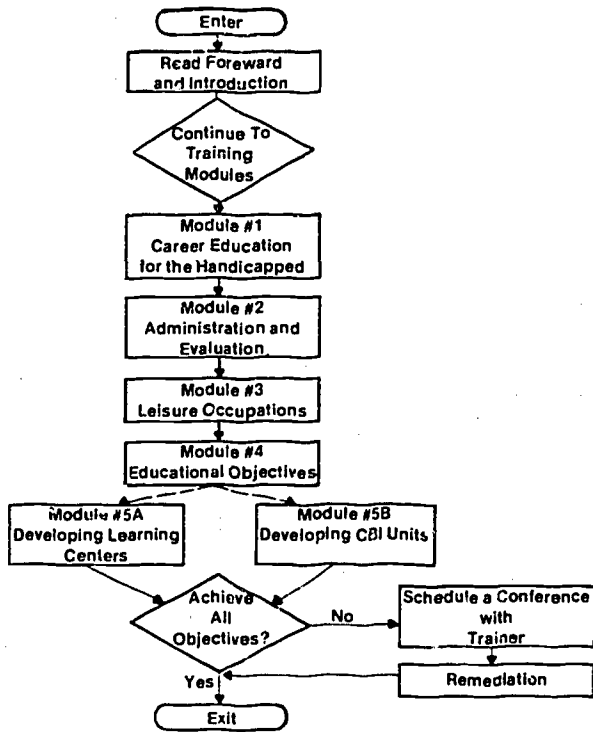 Enter
Read Foreward
and Introduction
Continue To
Training
Modules
Module #1
Career Education
for the Handicapped
Module #2
Administration and
Evaluation
Module #3
Leisure Occupations
Module #4
Educational Objectives
Module #5A
Developing Learning
Centers
Module #5B
Developing CBI Units
Achieve
All
Objectives?
No
Schedule a Conference
with
Trainer
Remediation
Yes
Exit